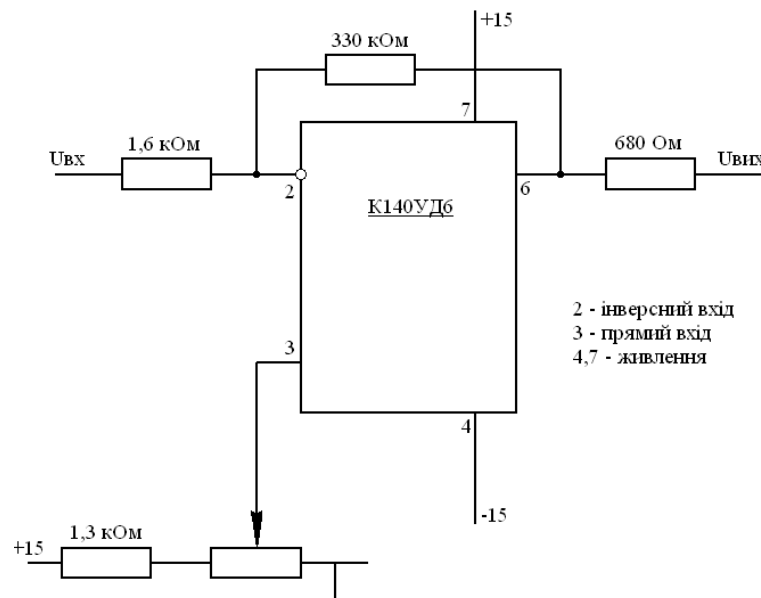 +15
330 кОм
7
1,6 кОм
680 Ом
Uвх
Uвих
2
6
К140УД6
2 - інверсний вхід
3 - прямий вхід
4,7 - живлення
3
4
-15
1,3 кОм
+15